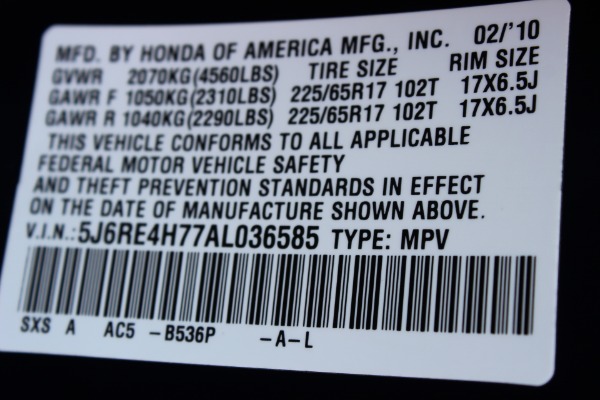 MFD. BY HONDA OF AMERICA MFG., INC. 02/'10
GVWR 2070KG(4560LBS) TIRE SIZE RIM SIZE
GAWR F 1050KG(2310LBS) 225/65R17 102T 17X6.5J
GAWR R 1040KG(2290LBS) 225/65R17 102T 17X6.5J
THIS VEHICLE CONFORMS TO ALL APPLICABLE
FEDERAL MOTOR VEHICLE SAFETY
AND THEFT PREVENTION STANDARDS IN EFFECT
ON THE DATE OF MANUFACTURE SHOWN ABOVE.
V.I.N.:5J6RE4H77AL036585 TYPE: MPV
SXS A AC5 -B536P -A-L